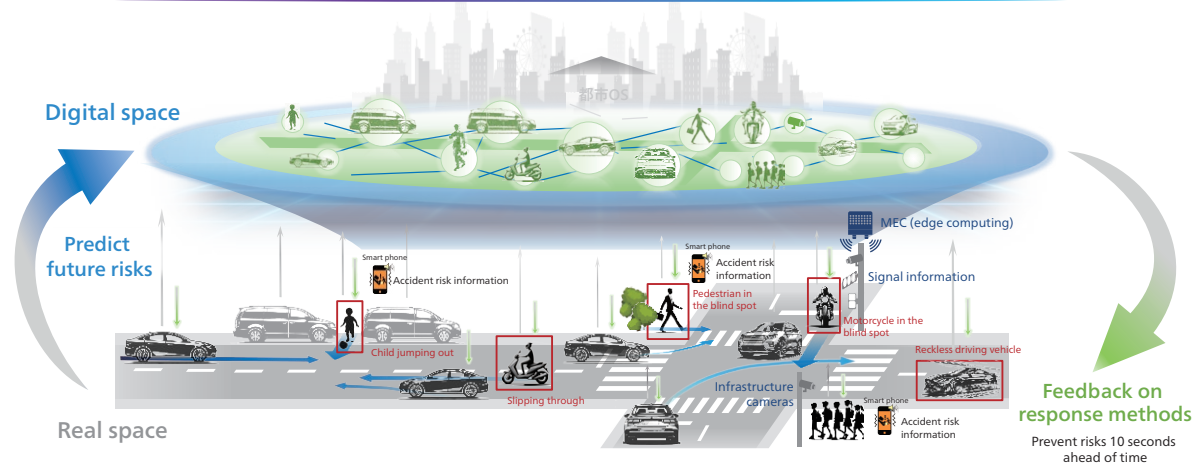 都市OS
Digital space
Predict
future risks
MEC (edge computing)
Signal information
Smart phone
Accident risk information
Smart phone
Accident risk
information
Pedestrian in
the blind spot
Motorcycle in the
blind spot
Child jumping out
Reckless driving vehicle
Slipping through
Infrastructure
cameras
Smart phone
Accident risk
information
Real space
Feedback on
response methods
Prevent risks 10 seconds
ahead of time